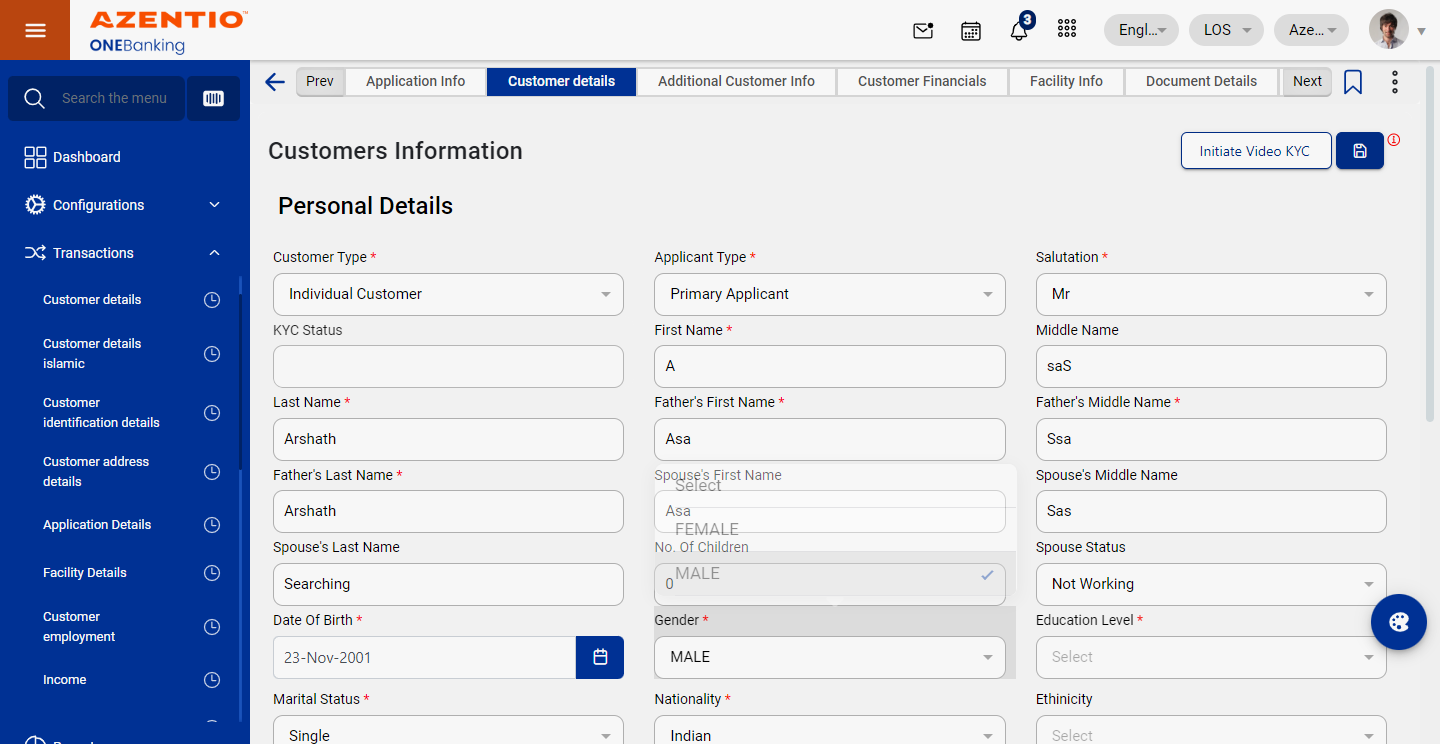 AZENTIO™
ONEBanking
3
Engl...
LOS
Aze...
Search the menu
Dashboard
Configurations
Transactions
Customer details
Customer details
islamic
Customer
identification details
Customer address
details
Application Details
Facility Details
Customer
employment
Income
Prev
Application Info
Customer details
Additional Customer Info
Customer Financials
Facility Info
Document Details
Next
Customers Information
Initiate Video KYC
Personal Details
Customer Type *
Applicant Type *
Salutation *
Individual Customer
Primary Applicant
Mr
KYC Status
First Name *
Middle Name
A
saS
Last Name *
Father's First Name *
Father's Middle Name *
Arshath
Asa
Ssa
Father's Last Name *
Spouse's First Name
Spouse's Middle Name
Select
Arshath
Asa
Sas
FEMALE
Spouse's Last Name
No. Of Children
Spouse Status
MALE
Searching
0
Not Working
Date Of Birth *
Gender *
Education Level *
23-Nov-2001
MALE
Select
Marital Status *
Nationality *
Ethinicity
Single
Indian
Select